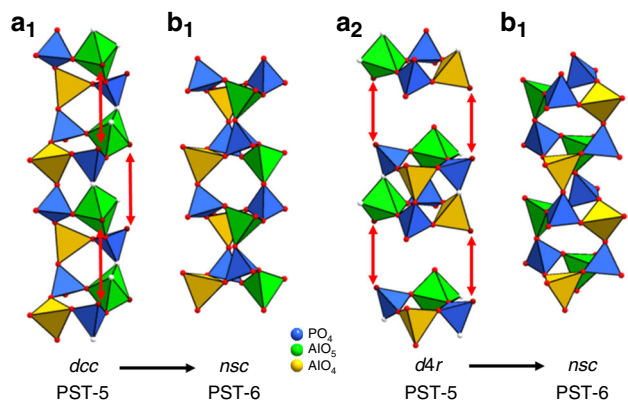 a₁ b₁ a₂ b₁
PO₄
AlO₅
AlO₄
dcc nsc d4r nsc
PST-5 PST-6 PST-5 PST-6